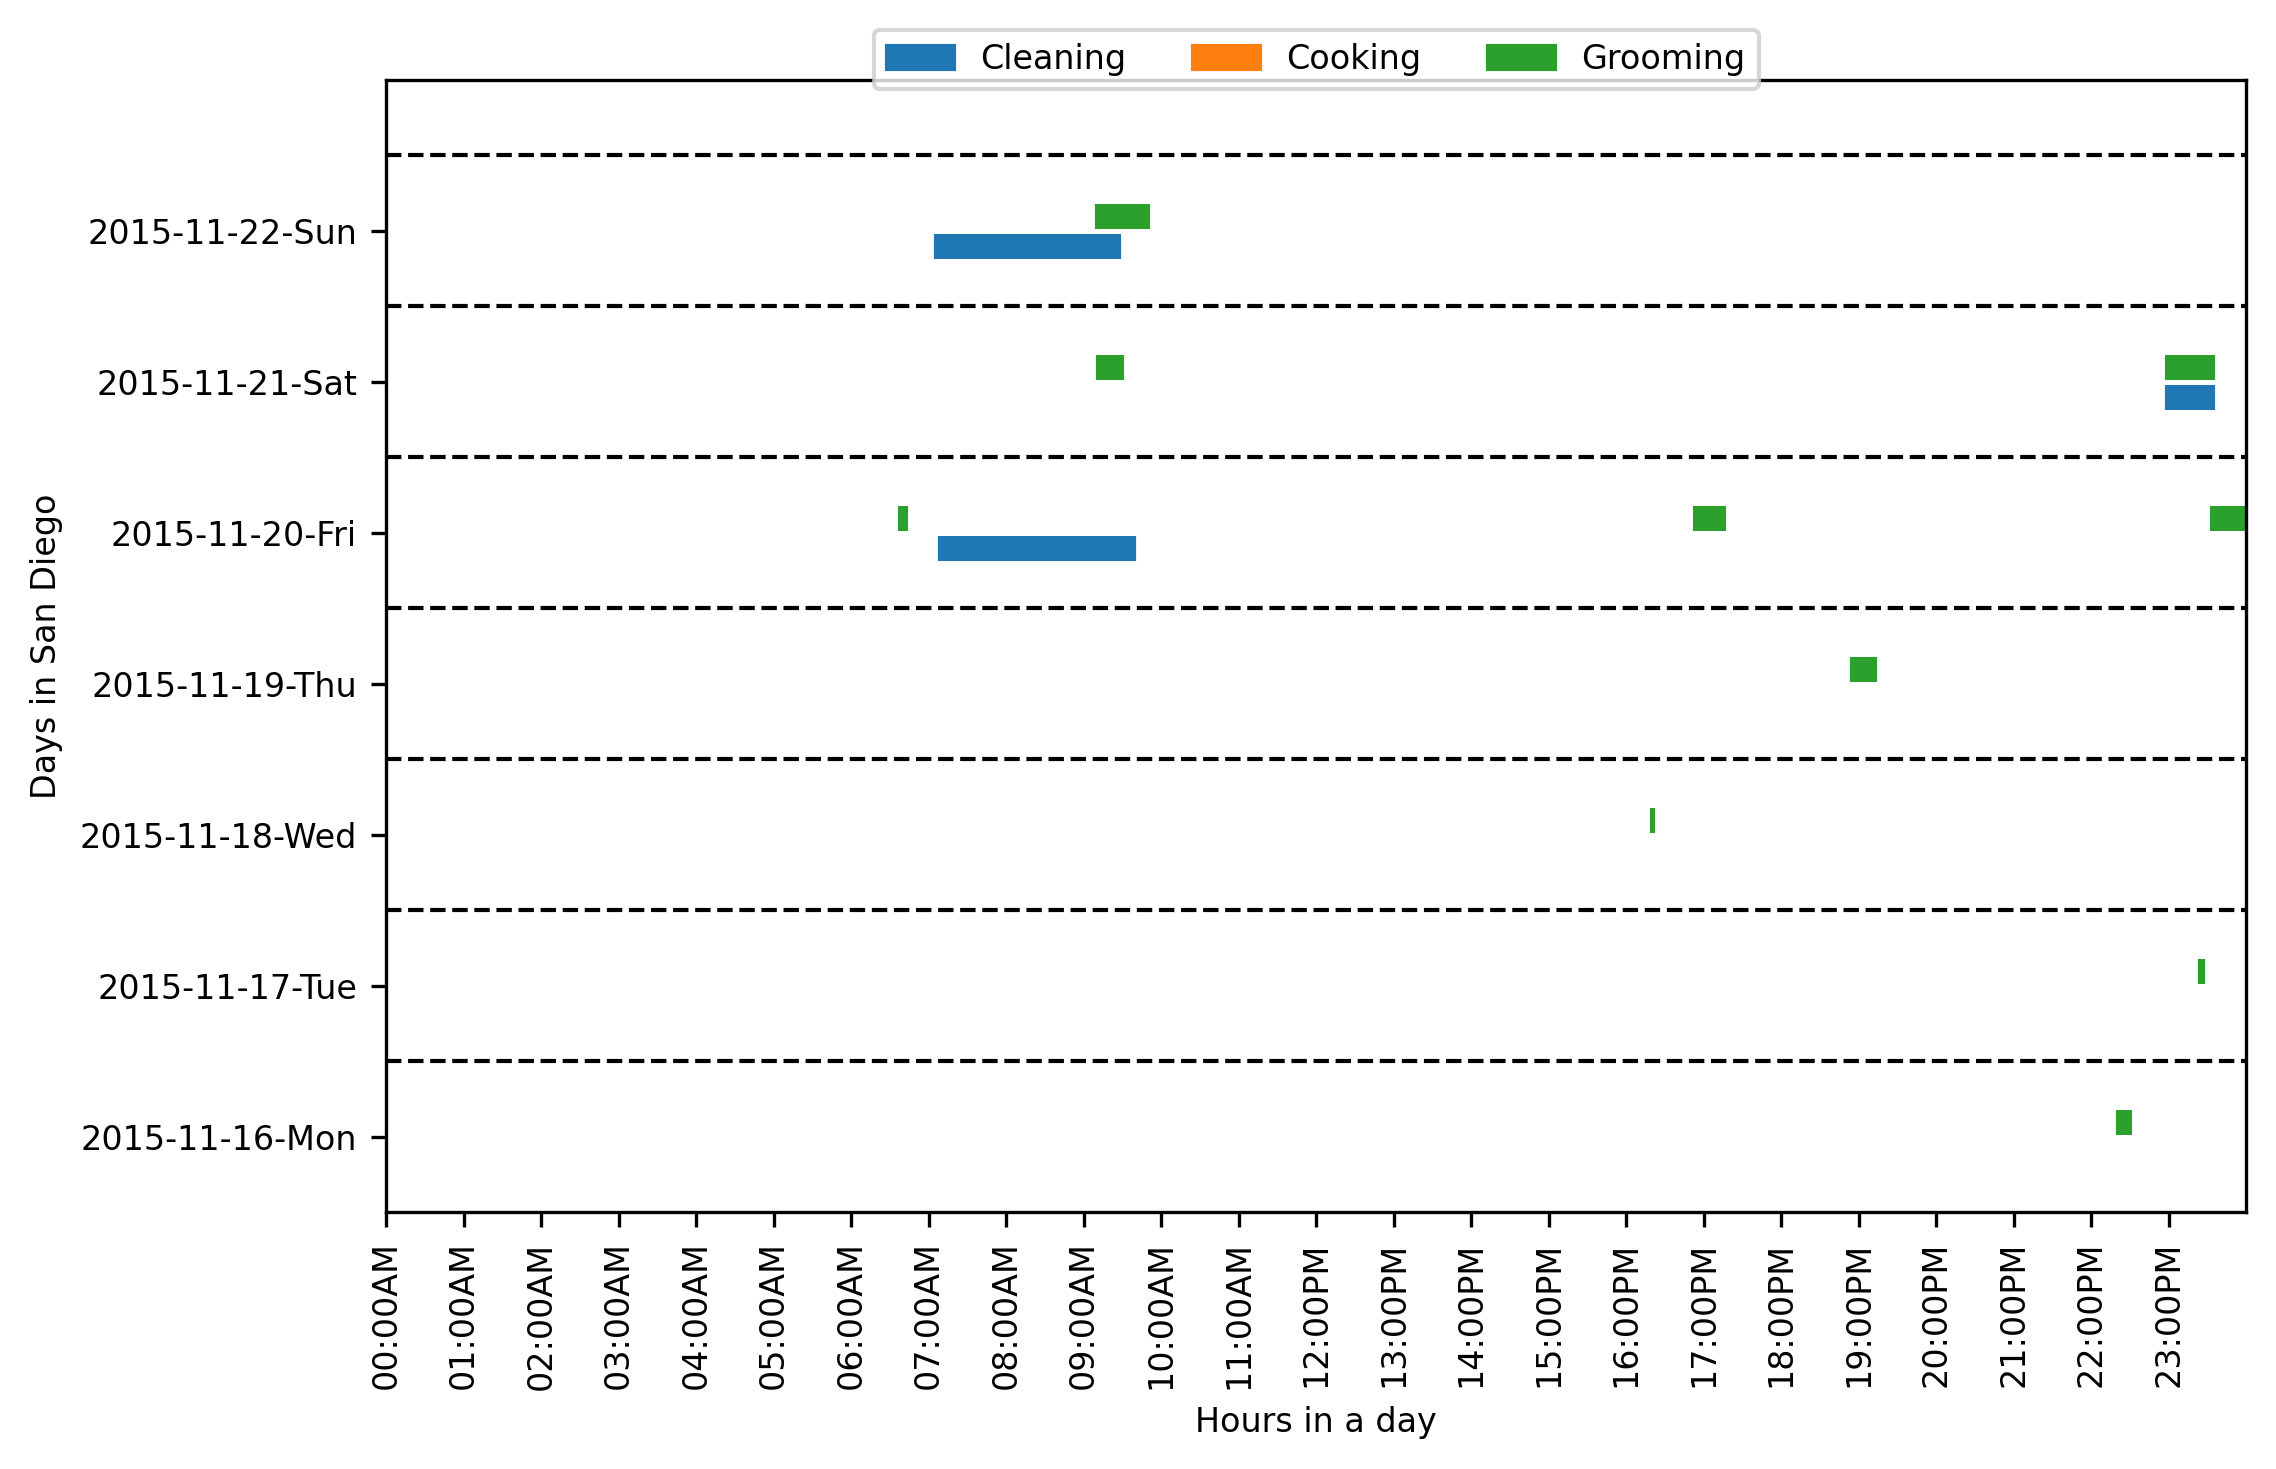 Cleaning Cooking Grooming
Days in San Diego
2015-11-22-Sun
2015-11-21-Sat
2015-11-20-Fri
2015-11-19-Thu
2015-11-18-Wed
2015-11-17-Tue
2015-11-16-Mon
00:00AM
01:00AM
02:00AM
03:00AM
04:00AM
05:00AM
06:00AM
07:00AM
08:00AM
09:00AM
10:00AM
11:00AM
12:00PM
13:00PM
14:00PM
15:00PM
16:00PM
17:00PM
18:00PM
19:00PM
20:00PM
21:00PM
22:00PM
23:00PM
Hours in a day